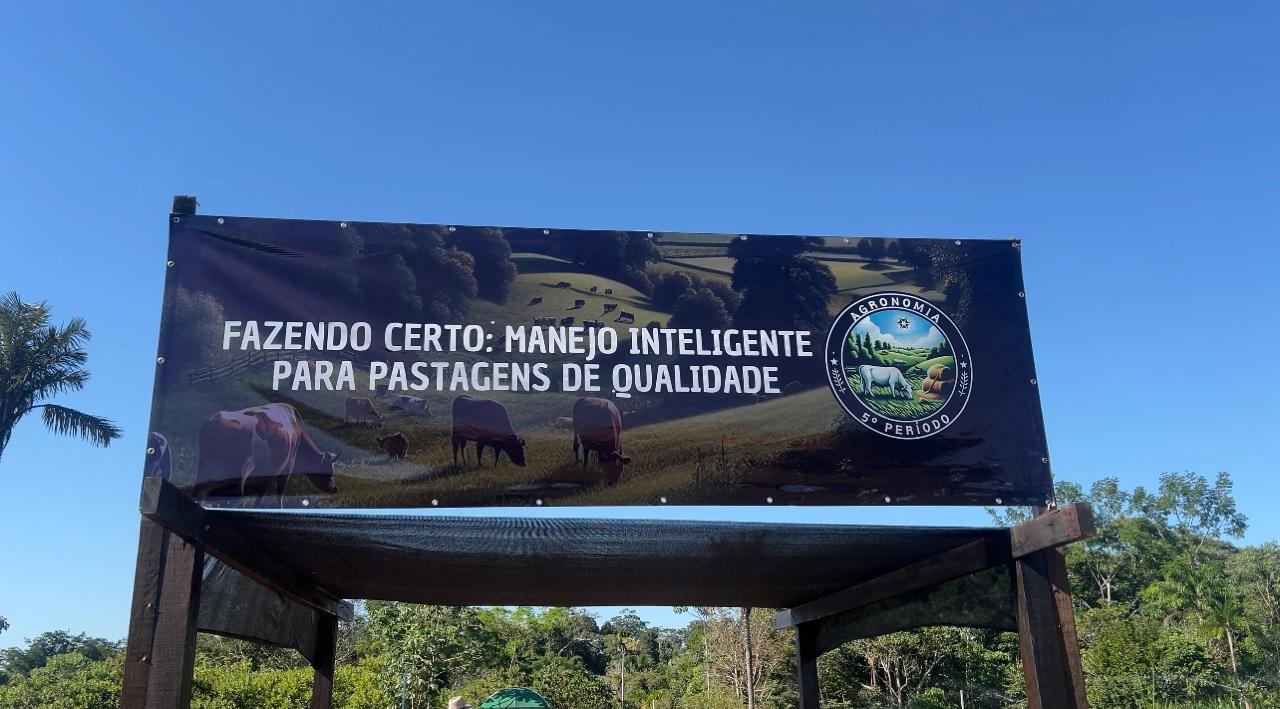 FAZENDO CERTO: MANEJO INTELIGENTE
PARA PASTAGENS DE QUALIDADE
AGRONOMIA
5º PERÍODO